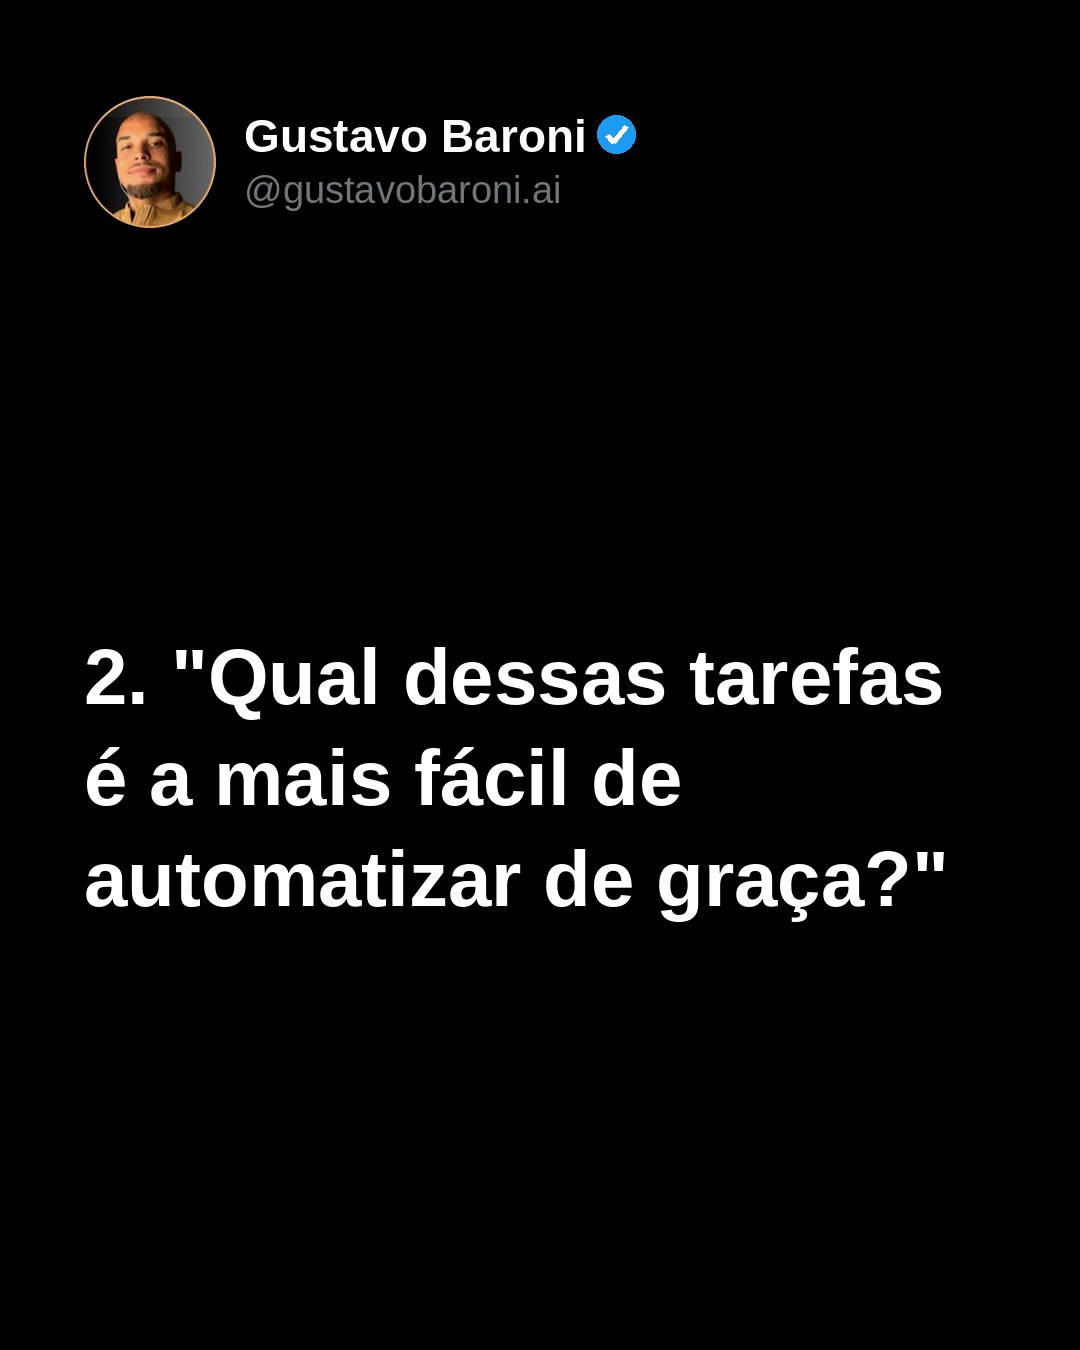 Gustavo Baroni
@gustavobaroni.ai
2. "Qual dessas tarefas
é a mais fácil de
automatizar de graça?"